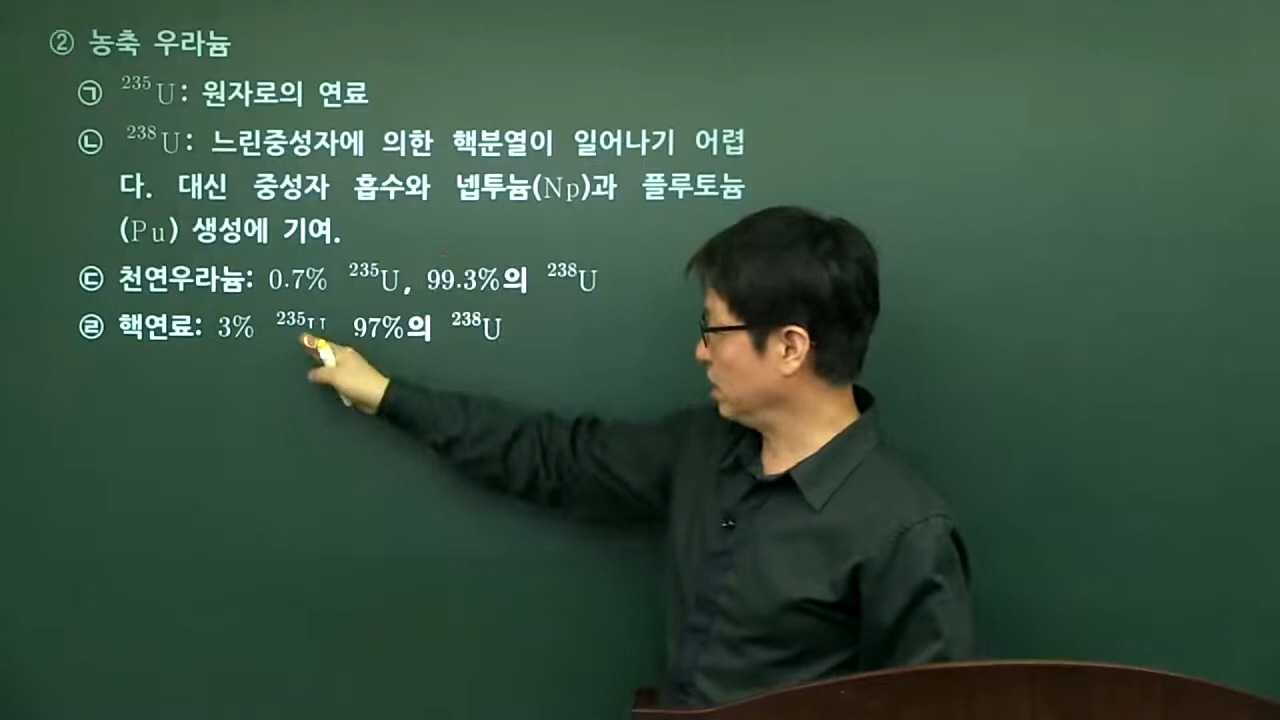 ② 농축 우라늄
㉠ ²³⁵U: 원자로의 연료
㉡ ²³⁸U: 느린중성자에 의한 핵분열이 일어나기 어렵
다. 대신 중성자 흡수와 넵투늄(Np)과 플루토늄
(Pu) 생성에 기여.
㉢ 천연우라늄: 0.7% ²³⁵U, 99.3%의 ²³⁸U
㉣ 핵연료: 3% ²³⁵U 97%의 ²³⁸U